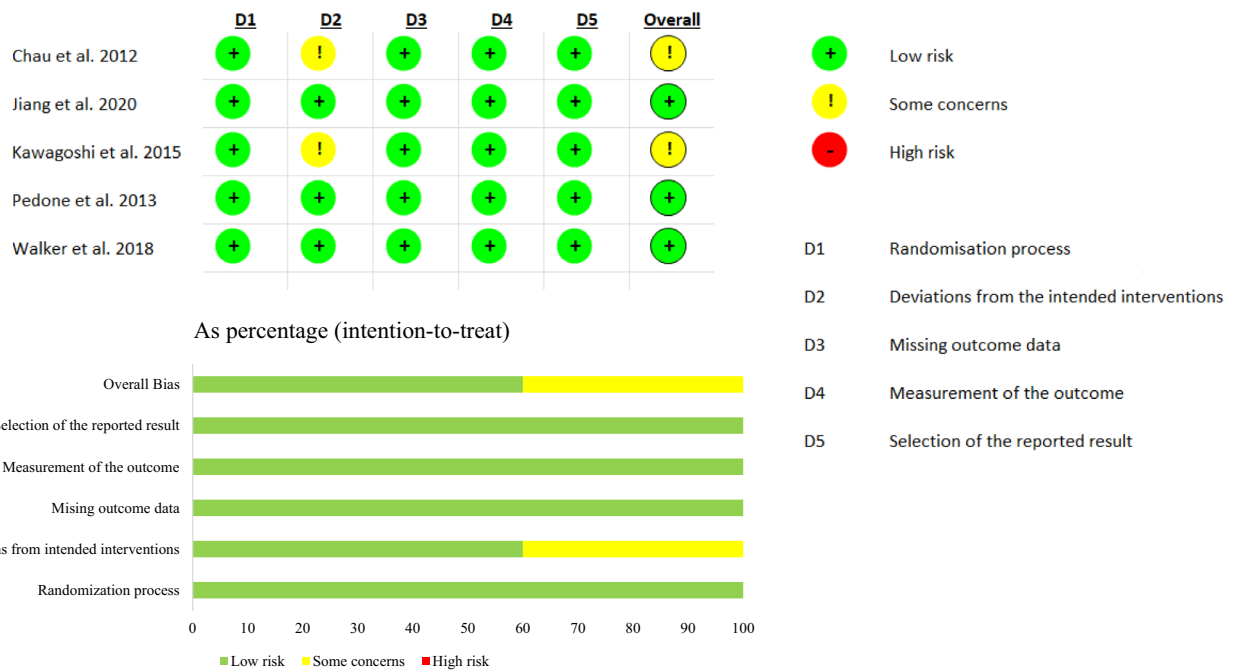 D1 D2 D3 D4 D5 Overall
Chau et al. 2012 + ! + + + !
Jiang et al. 2020 + + + + + +
Kawagoshi et al. 2015 + ! + + + !
Pedone et al. 2013 + + + + + +
Walker et al. 2018 + + + + + +
+ Low risk
! Some concerns
- High risk
D1 Randomisation process
D2 Deviations from the intended interventions
D3 Missing outcome data
D4 Measurement of the outcome
D5 Selection of the reported result
As percentage (intention-to-treat)
Overall Bias
election of the reported result
Measurement of the outcome
Mising outcome data
s from intended interventions
Randomization process
0 10 20 30 40 50 60 70 80 90 100
Low risk Some concerns High risk